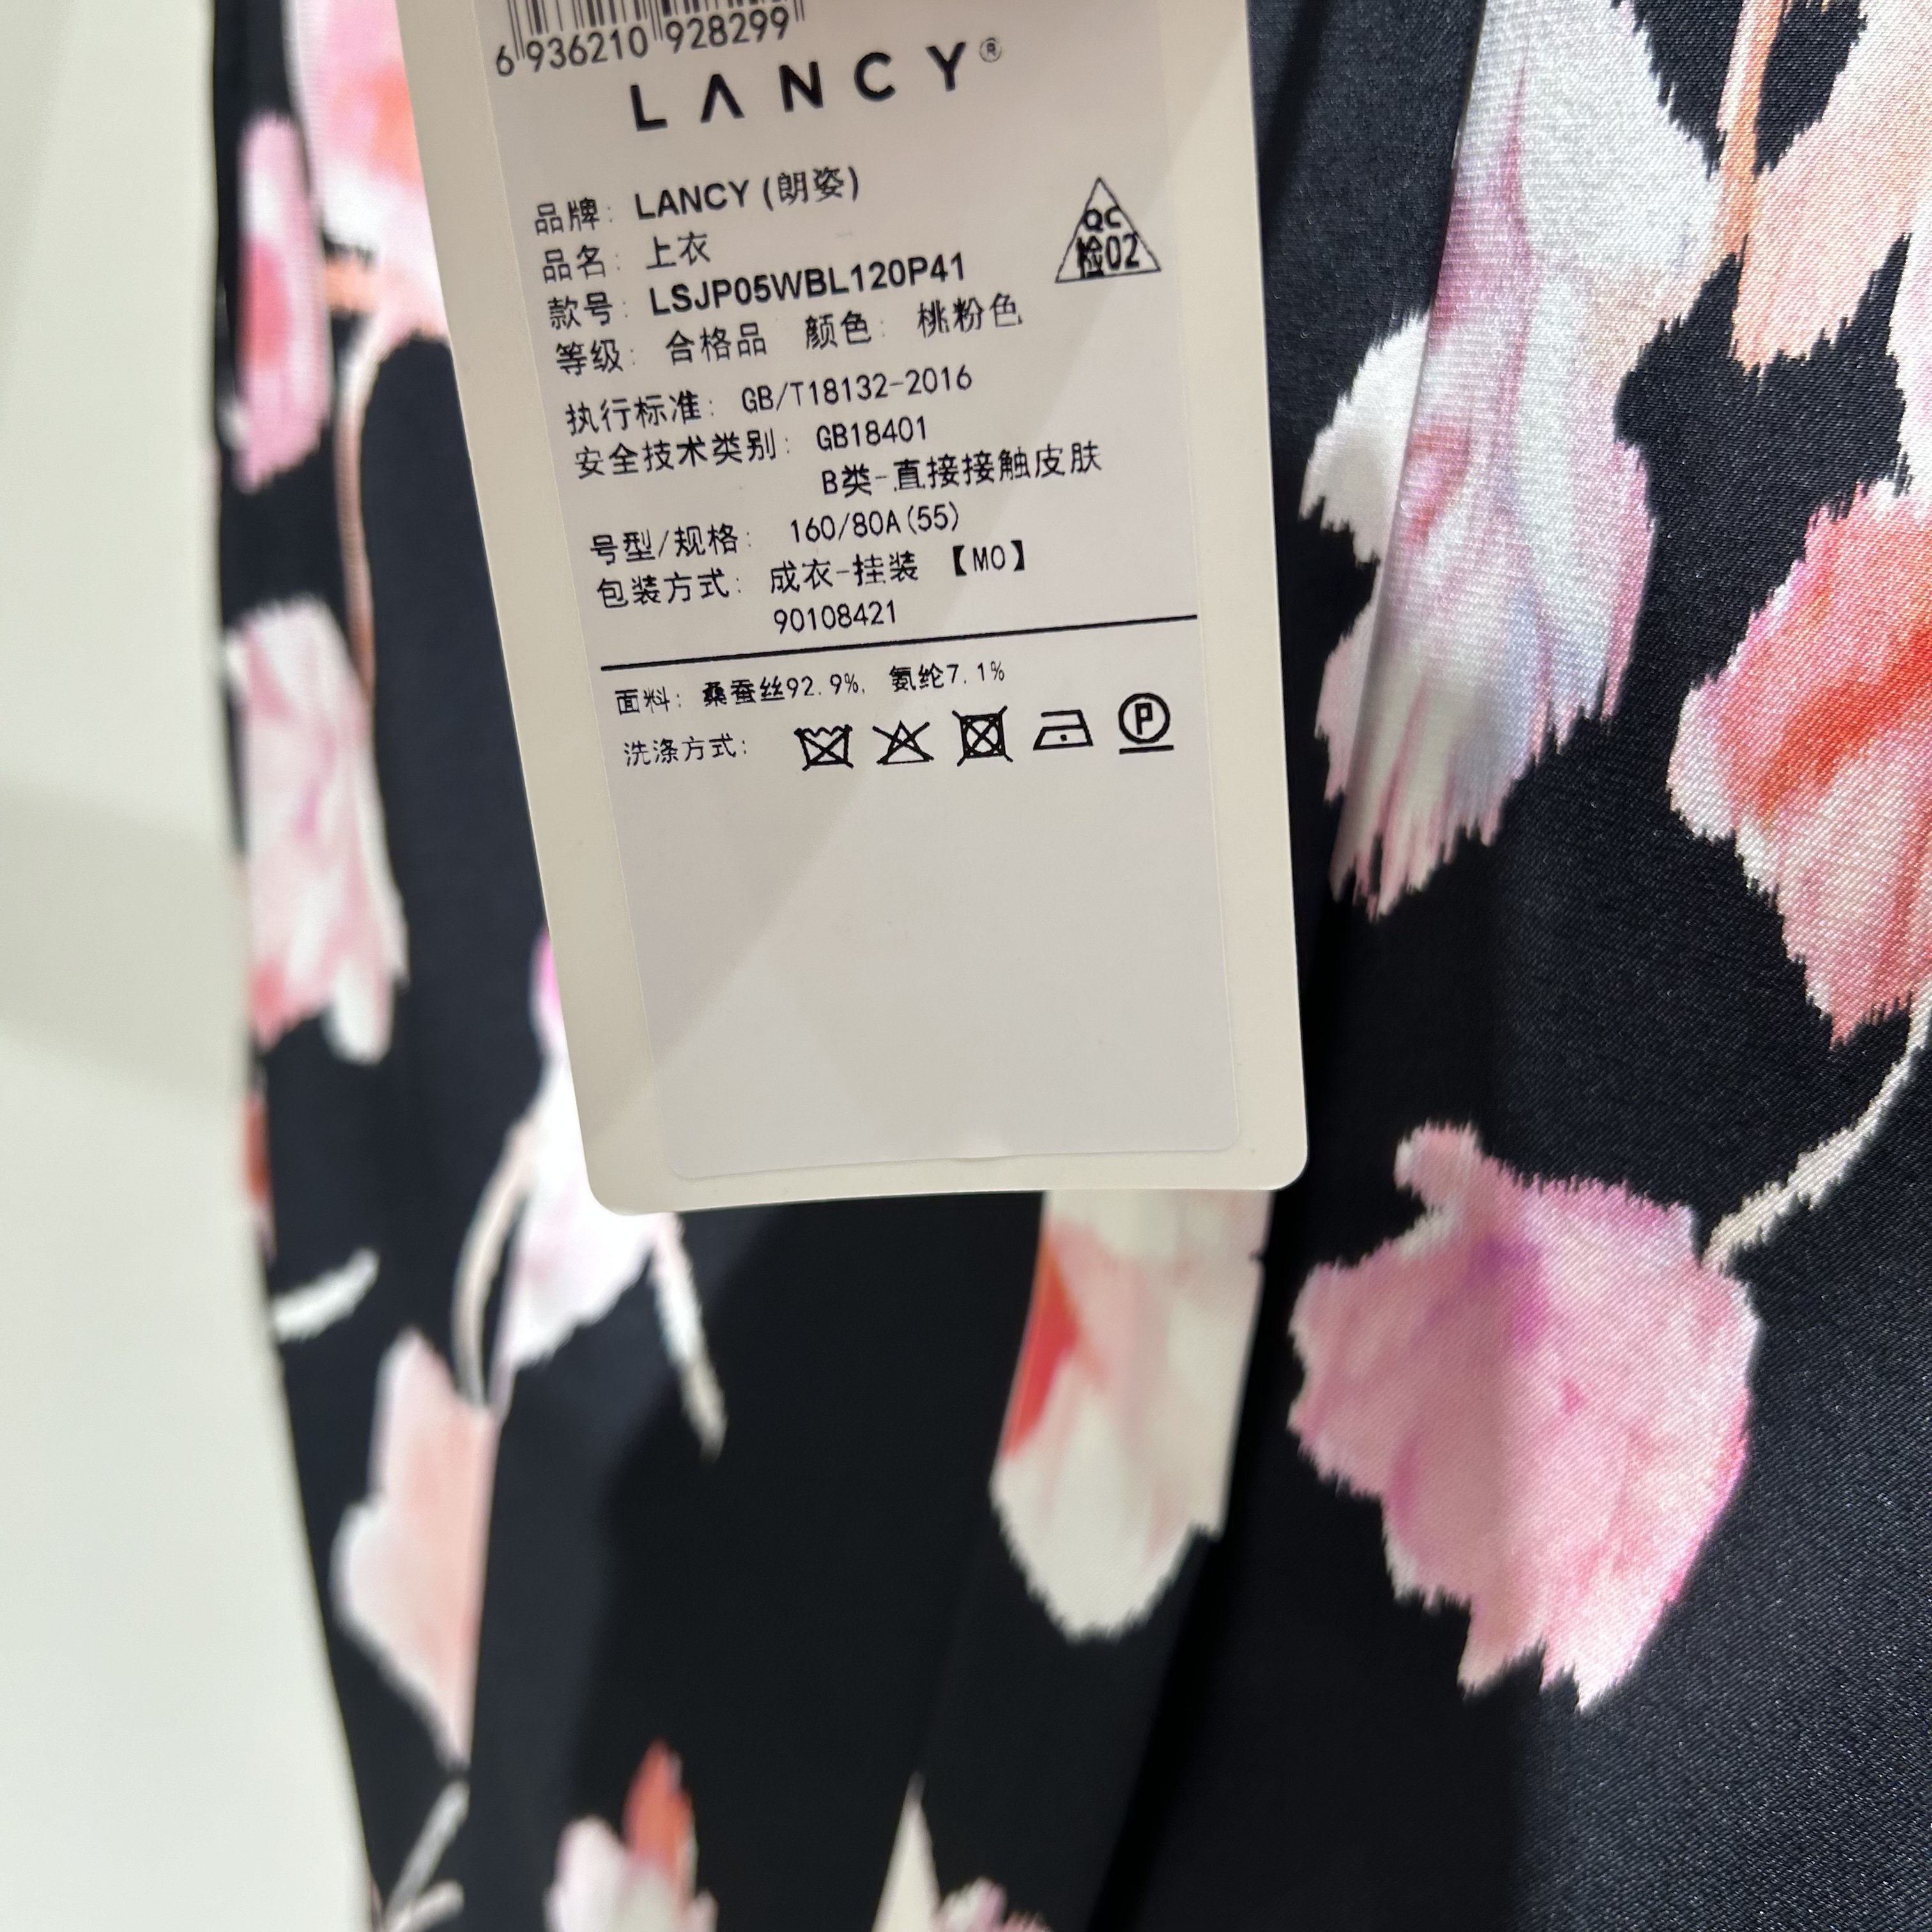 6 936210 928299
LANCY®
品牌: LANCY (朗姿)
品名: 上衣
款号: LSJP05WBL120P41
等级: 合格品 颜色: 桃粉色
QC
检02
执行标准: GB/T18132-2016
安全技术类别: GB18401
B类-直接接触皮肤
号型/规格: 160/80A(55)
包装方式: 成衣-挂装 【MO】
90108421
面料: 桑蚕丝92.9%, 氨纶7.1%
洗涤方式:
P